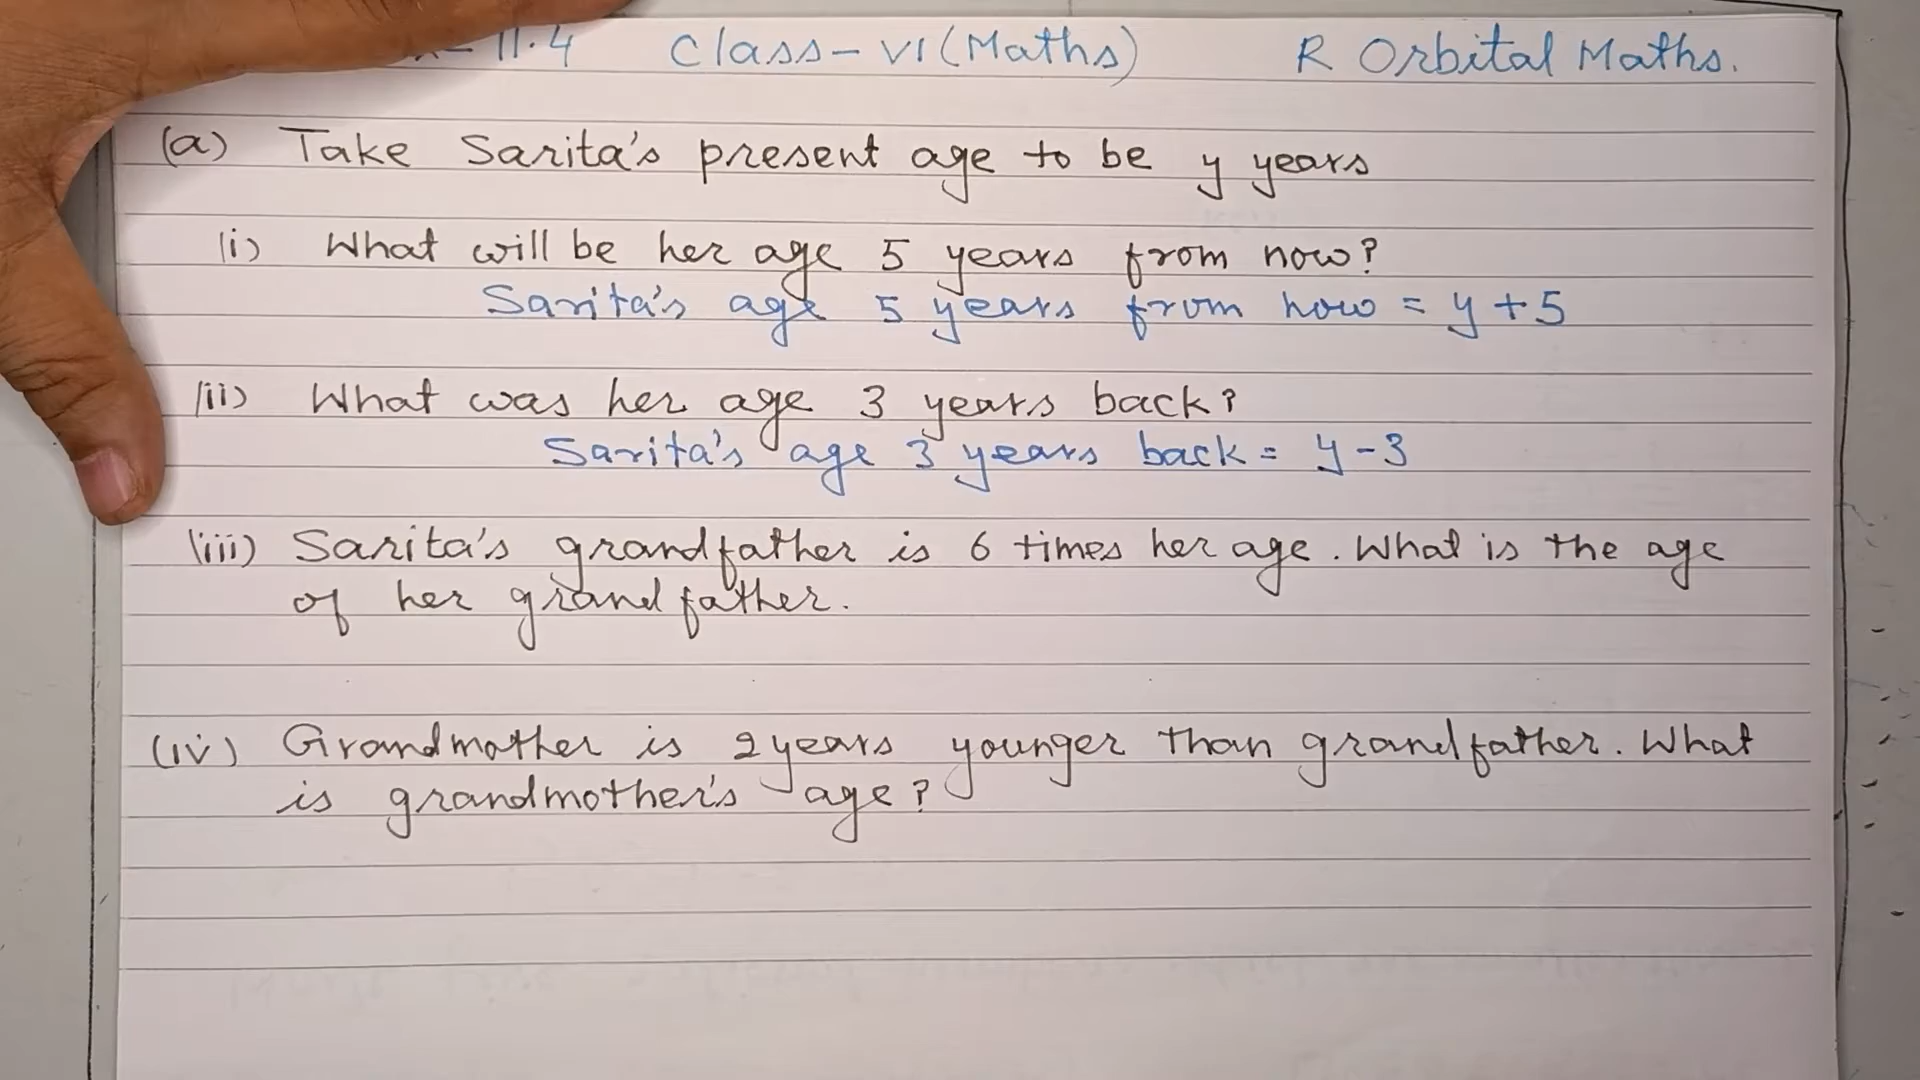 11.4 Class-VI (Maths) R Orbital Maths.
(a) Take Sarita's present age to be y years
(i) What will be her age 5 years from now?
Sarita's age 5 years from now = y + 5
(ii) What was her age 3 years back?
Sarita's age 3 years back = y - 3
(iii) Sarita's grandfather is 6 times her age. What is the age
of her grandfather.
(iv) Grandmother is 2 years younger than grandfather. What
is grandmother's age?